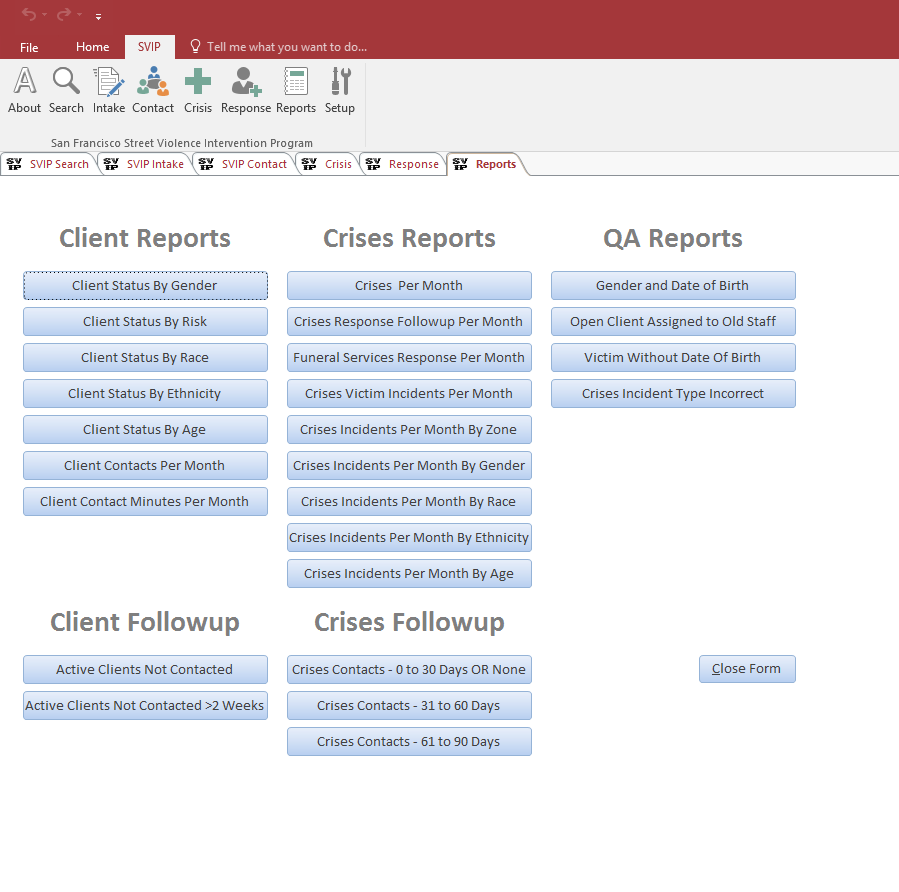 File Home SVIP Tell me what you want to do...
About Search Intake Contact Crisis Response Reports Setup
San Francisco Street Violence Intervention Program
SVIP SVIP Search SVIP SVIP Intake SVIP SVIP Contact SVIP Crisis SVIP Response SVIP Reports
Client Reports
Client Status By Gender
Client Status By Risk
Client Status By Race
Client Status By Ethnicity
Client Status By Age
Client Contacts Per Month
Client Contact Minutes Per Month
Crises Reports
Crises  Per Month
Crises Response Followup Per Month
Funeral Services Response Per Month
Crises Victim Incidents Per Month
Crises Incidents Per Month By Zone
Crises Incidents Per Month By Gender
Crises Incidents Per Month By Race
Crises Incidents Per Month By Ethnicity
Crises Incidents Per Month By Age
QA Reports
Gender and Date of Birth
Open Client Assigned to Old Staff
Victim Without Date Of Birth
Crises Incident Type Incorrect
Client Followup
Active Clients Not Contacted
Active Clients Not Contacted >2 Weeks
Crises Followup
Crises Contacts - 0 to 30 Days OR None
Crises Contacts - 31 to 60 Days
Crises Contacts - 61 to 90 Days
Close Form